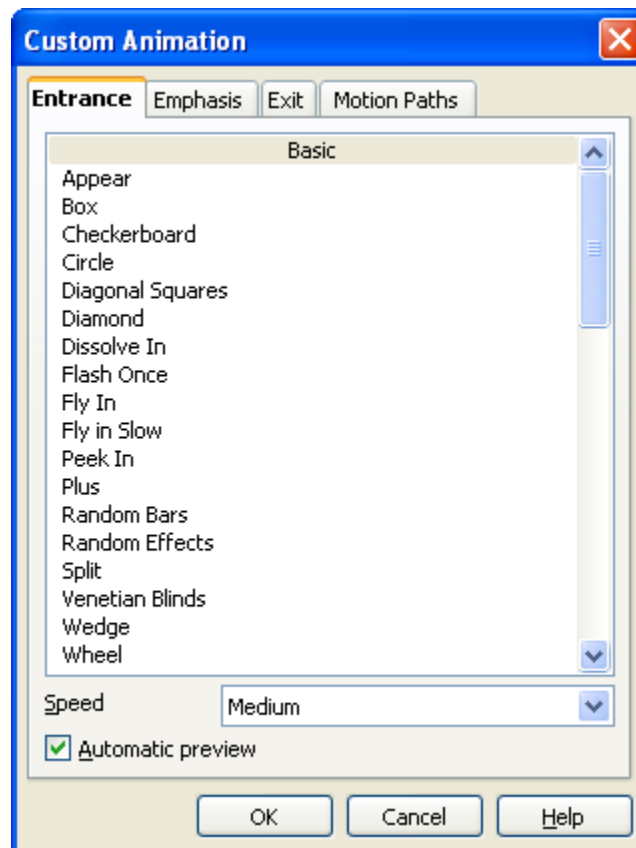 Custom Animation
Entrance Emphasis Exit Motion Paths
Basic
Appear
Box
Checkerboard
Circle
Diagonal Squares
Diamond
Dissolve In
Flash Once
Fly In
Fly in Slow
Peek In
Plus
Random Bars
Random Effects
Split
Venetian Blinds
Wedge
Wheel
Speed Medium
Automatic preview
OK Cancel Help